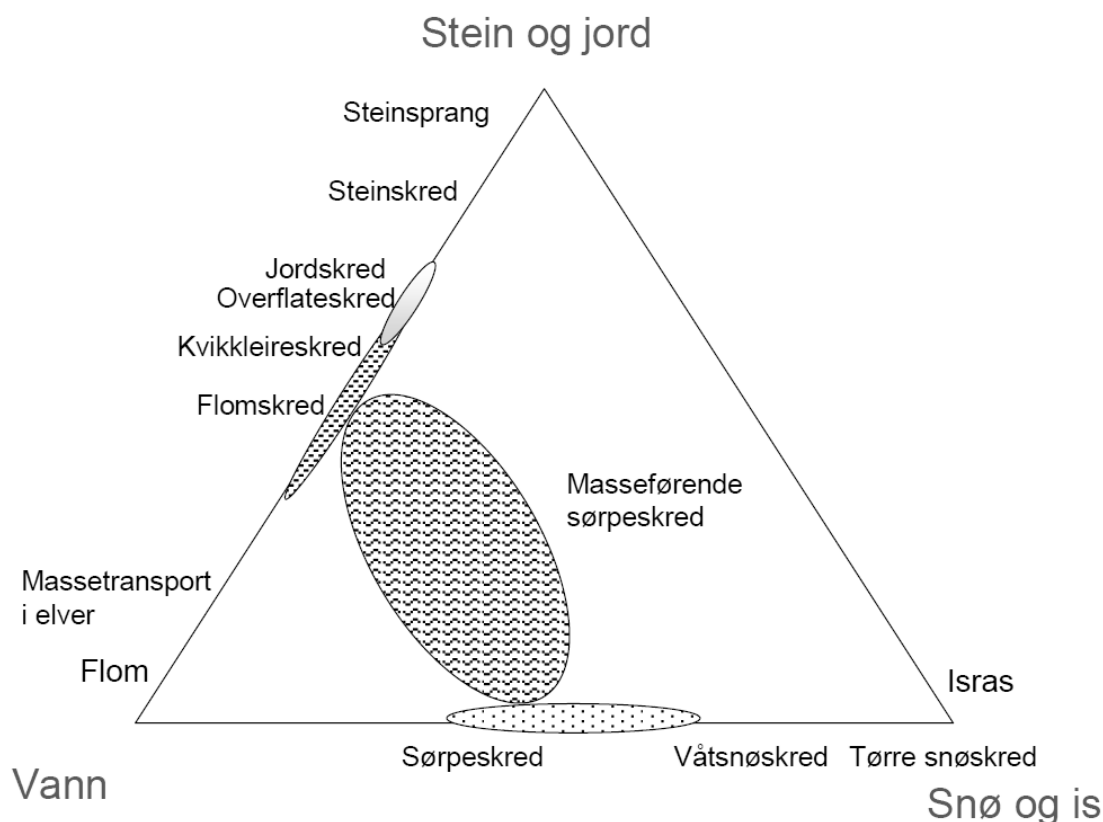 Stein og jord
Steinsprang
Steinskred
Jordskred
Overflateskred
Kvikkleireskred
Flomskred
Masseførende
sørpeskred
Massetransport
i elver
Flom
Isras
Sørpeskred
Våtsnøskred
Tørre snøskred
Vann
Snø og is